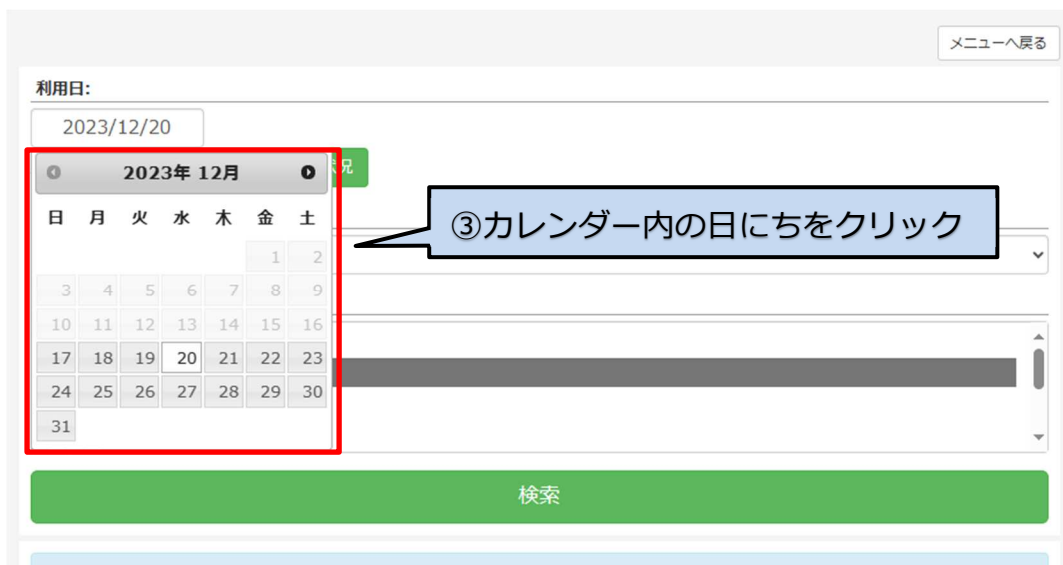 メニューへ戻る
利用日:
2023/12/20
2023年 12月
況
日 月 火 水 木 金 土
③カレンダー内の日にちをクリック
1 2
3 4 5 6 7 8 9
10 11 12 13 14 15 16
17 18 19 20 21 22 23
24 25 26 27 28 29 30
31
検索